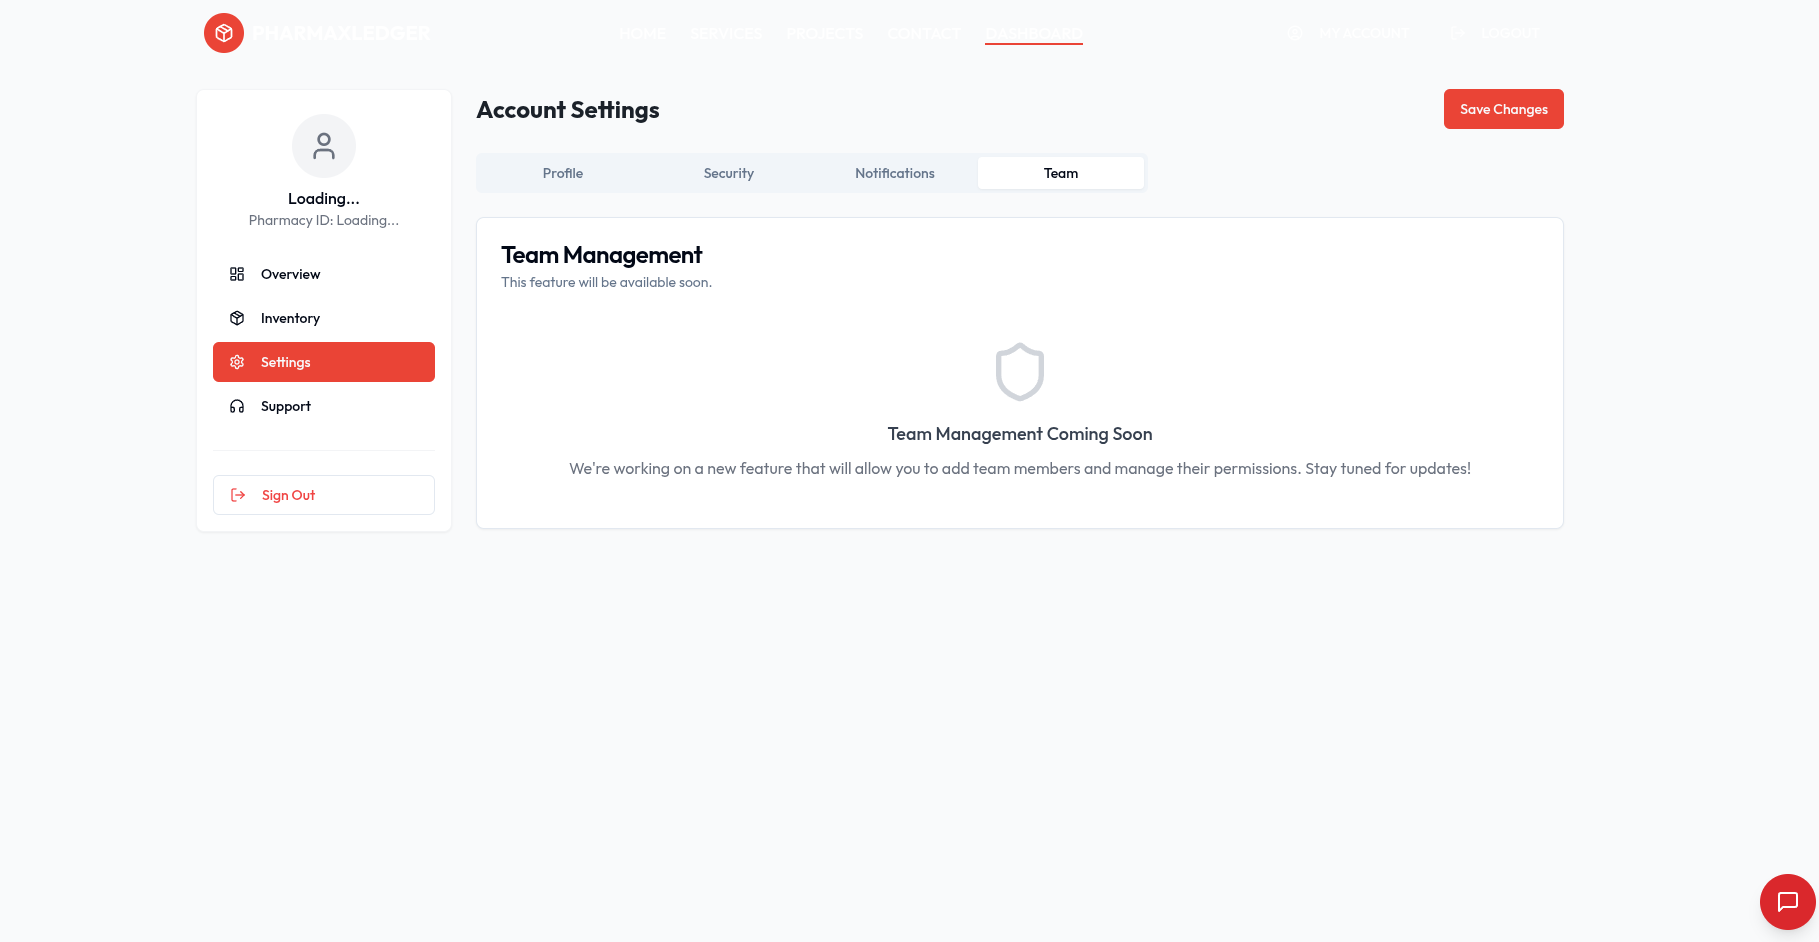 PHARMAXLEDGER
HOME SERVICES PROJECTS CONTACT DASHBOARD
MY ACCOUNT LOGOUT
Loading...
Pharmacy ID: Loading...
Overview
Inventory
Settings
Support
Sign Out
Account Settings
Save Changes
Profile Security Notifications Team
Team Management
This feature will be available soon.
Team Management Coming Soon
We're working on a new feature that will allow you to add team members and manage their permissions. Stay tuned for updates!